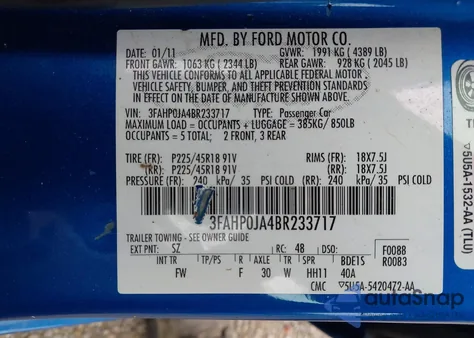 MFD. BY FORD MOTOR CO.
DATE: 01/11 GVWR: 1991 KG ( 4389 LB)
FRONT GAWR: 1063 KG ( 2344 LB) REAR GAWR: 928 KG ( 2045 LB)
THIS VEHICLE CONFORMS TO ALL APPLICABLE FEDERAL MOTOR
VEHICLE SAFETY, BUMPER, AND THEFT PREVENTION STANDARDS
IN EFFECT ON THE DATE OF MANUFACTURE SHOWN ABOVE.
VIN: 3FAHP0JA4BR233717 TYPE: Passenger Car
MAXIMUM LOAD = OCCUPANTS + LUGGAGE = 385KG/ 850LB
OCCUPANTS = 5 TOTAL; 2 FRONT, 3 REAR
TIRE (FR): P225/45R18 91V RIMS (FR): 18X7.5J
(RR): P225/45R18 91V (RR): 18X7.5J
PRESSURE (FR): 240 kPa/ 35 PSI COLD (RR): 240 kPa/ 35 PSI COLD
3FAHP0JA4BR233717
TRAILER TOWING - SEE OWNER GUIDE
EXT PNT: SZ RC: 48 DSO: F0088
R0083
INT TR TP/PS R AXLE TR SPR BDE1S
FW F 30 W HH11 40A
CMC 5U5A-5420472-AA
autoSnap
5U5A-1532-AA (TLU)